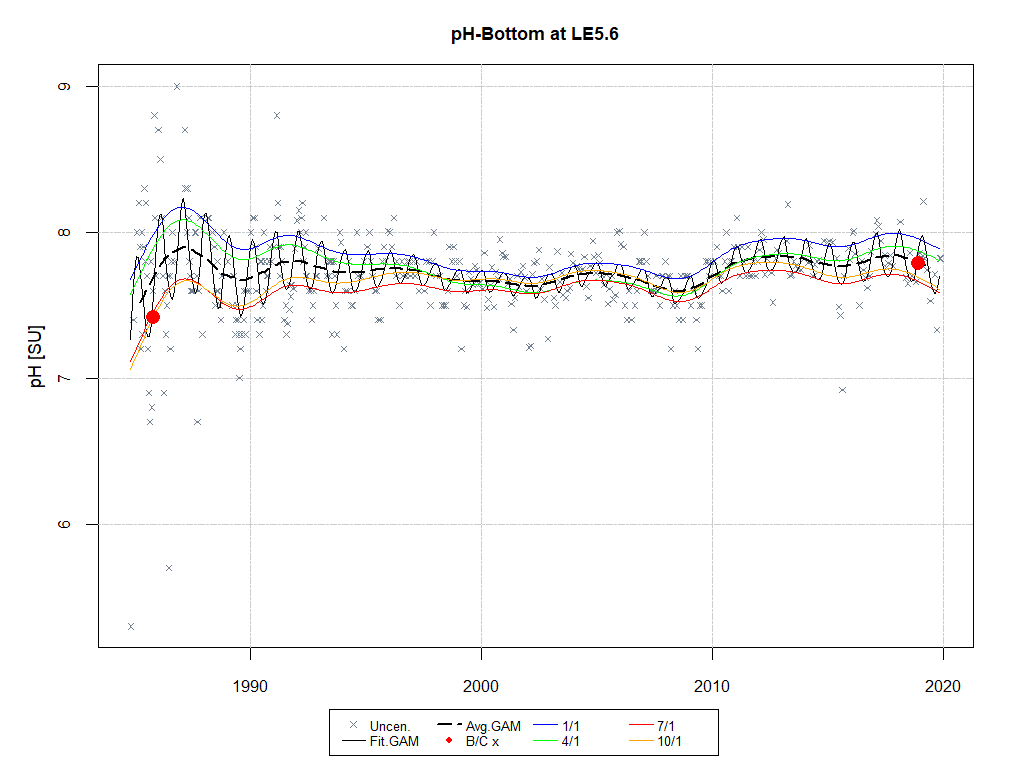 pH-Bottom at LE5.6
pH [SU]
9
8
7
6
1990 2000 2010 2020
Uncen. Avg.GAM 1/1 7/1
Fit.GAM B/C x 4/1 10/1